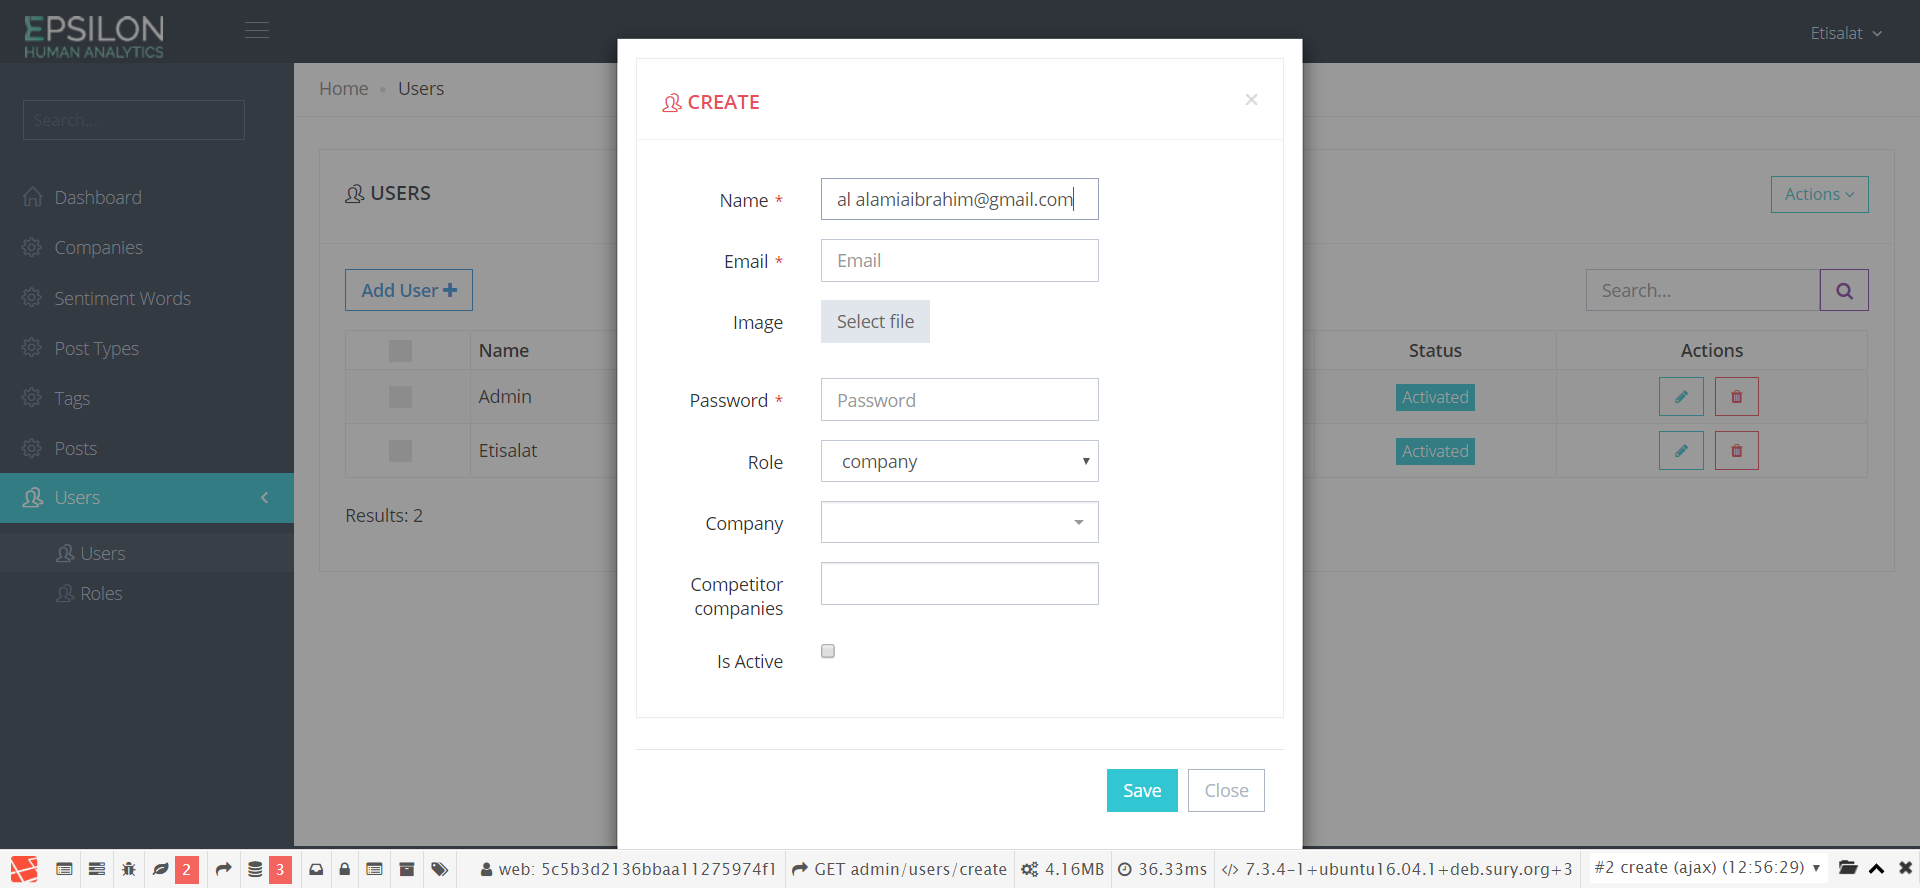 EPSILON
HUMAN ANALYTICS
Etisalat
Search...
Dashboard
Companies
Sentiment Words
Post Types
Tags
Posts
Users
Users
Roles
Home • Users
USERS
Actions
Add User
Search...
Name
Status
Actions
Admin
Activated
Etisalat
Activated
Results: 2
CREATE
×
Name *
al alamiaibrahim@gmail.com
Email *
Email
Image
Select file
Password *
Password
Role
company
Company
Competitor
companies
Is Active
Save
Close
2
3
web: 5c5b3d2136bbaa11275974f1
GET admin/users/create
4.16MB
36.33ms
7.3.4-1+ubuntu16.04.1+deb.sury.org+3
#2 create (ajax) (12:56:29)